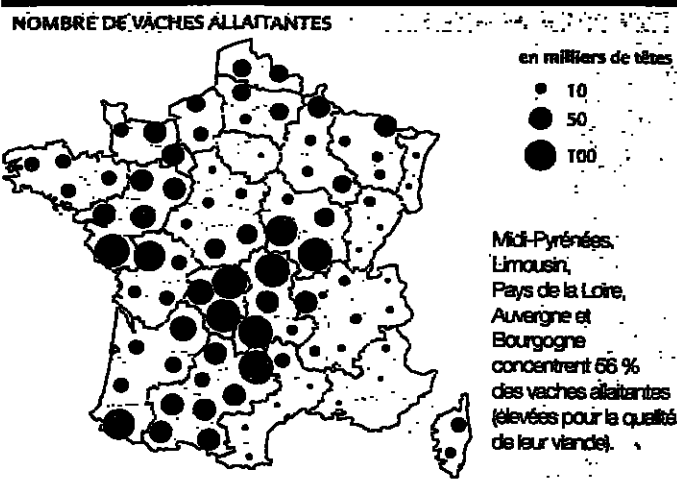 NOMBRE DE VACHES ALLAITANTES
en milliers de têtes
10
50
100
Midi-Pyrénées,
Limousin,
Pays de la Loire,
Auvergne et
Bourgogne
concentrent 56 %
des vaches allaitantes
(élevées pour la qualité
de leur viande).